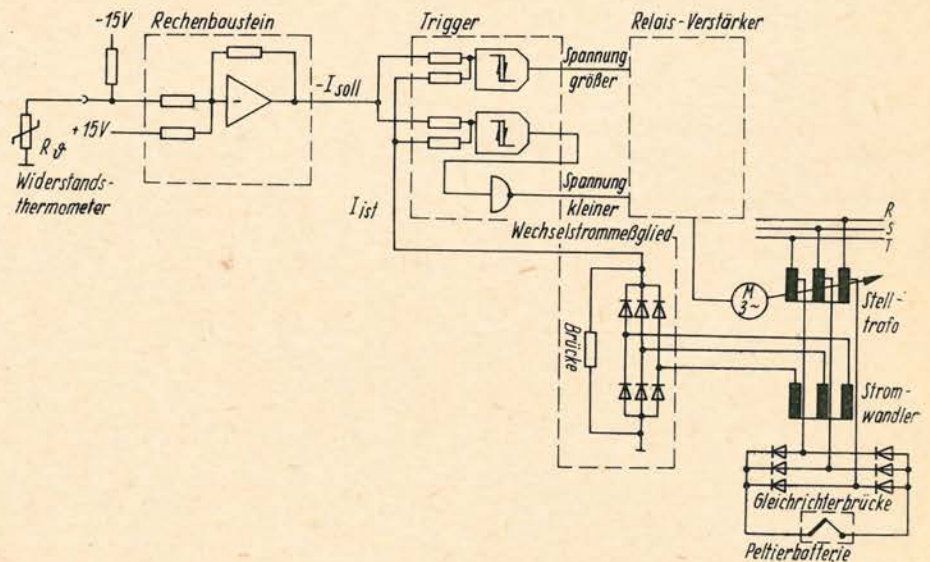 -15V
Rechenbaustein
Trigger
Relais-Verstärker
-I soll
Spannung
größer
+15V
R ϑ
Widerstands-
thermometer
-
I ist
Spannung
kleiner
Wechselstrommeßglied
R
S
T
M
3~
Stell-
trafo
Brücke
Strom-
wandler
Gleichrichterbrücke
Peltierbatterie